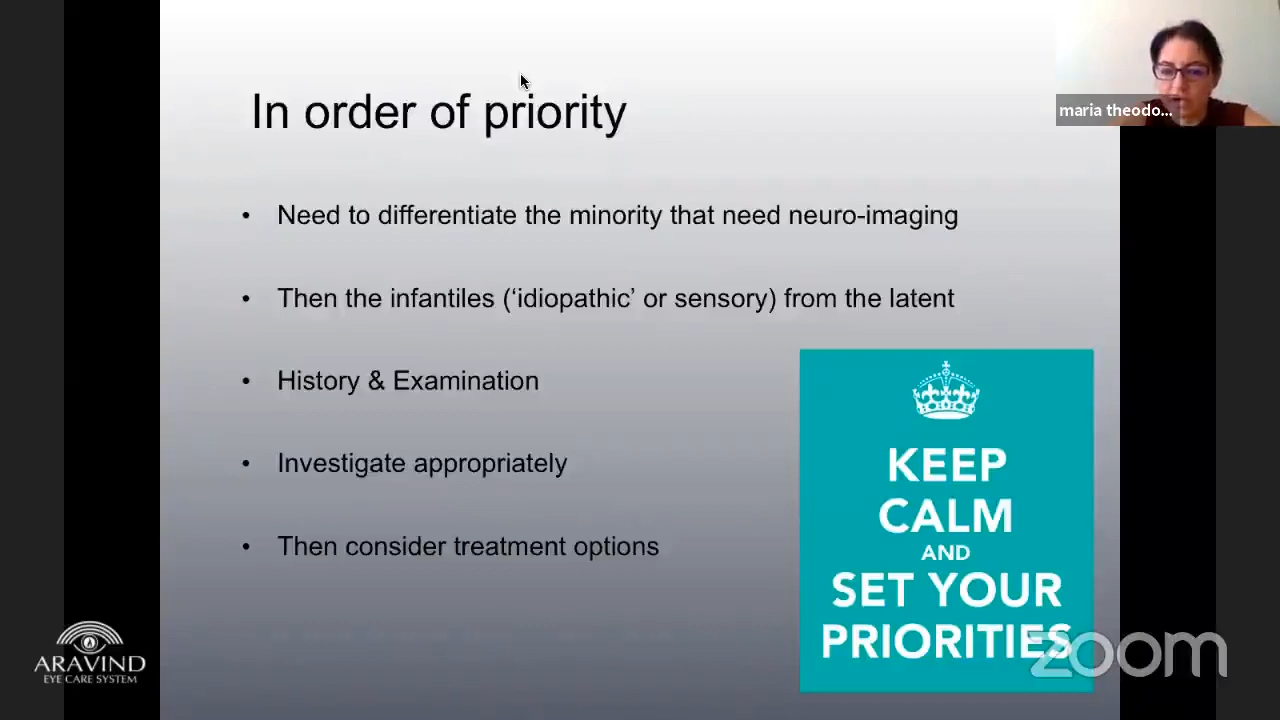 maria theodo...
In order of priority
• Need to differentiate the minority that need neuro-imaging
• Then the infantiles (‘idiopathic’ or sensory) from the latent
• History & Examination
• Investigate appropriately
• Then consider treatment options
KEEP
CALM
AND
SET YOUR
PRIORITIES
zoom
ARAVIND
EYE CARE SYSTEM